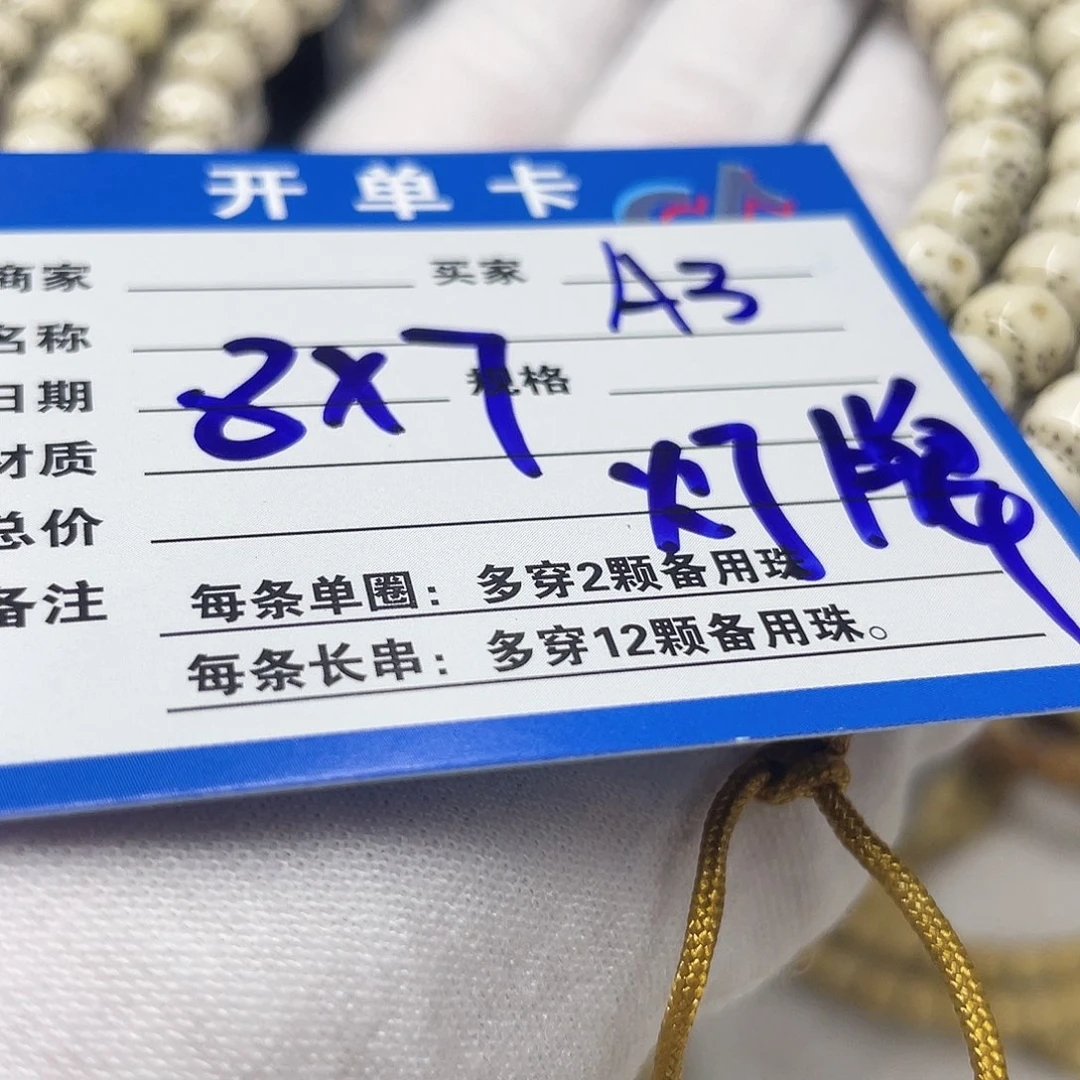 开单卡
商家 买家 A3
名称
日期 8x7 规格
材质 灯牌
总价
备注 每条单圈：多穿2颗备用珠
每条长串：多穿12颗备用珠。